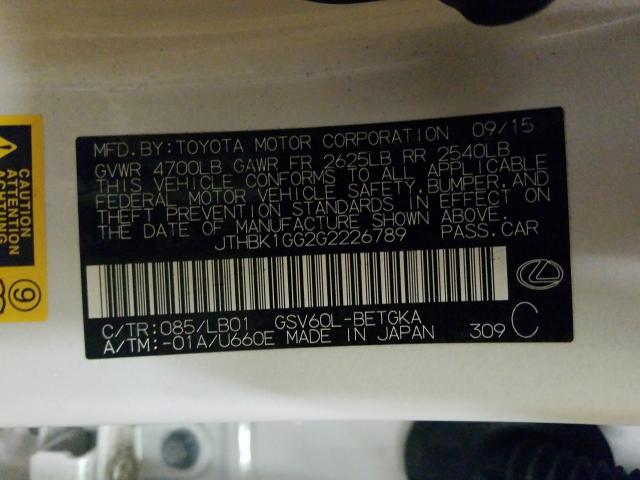 MFD.BY:TOYOTA MOTOR CORPORATION 09/15
GVWR 4700LB GAWR FR 2625LB RR 2540LB
THIS VEHICLE CONFORMS TO ALL APPLICABLE
FEDERAL MOTOR VEHICLE SAFETY,BUMPER,AND
THEFT PREVENTION STANDARDS IN EFFECT ON
THE DATE OF MANUFACTURE SHOWN ABOVE.
JTHBK1GG2G2226789 PASS.CAR
C/TR:085/LB01 GSV60L-BETGKA
A/TM:-01A/U660E MADE IN JAPAN 309 C
CAUTION
ATTENTION
ACHTUNG
9